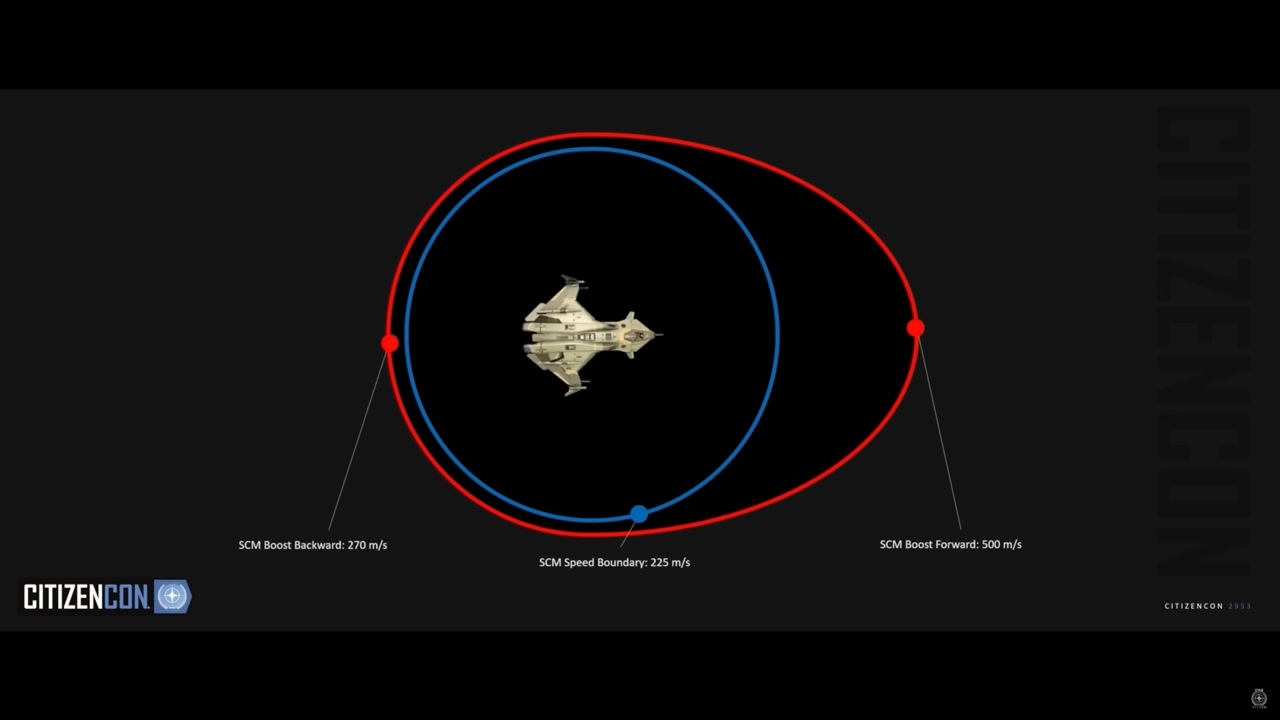 CITIZENCON
SCM Boost Backward: 270 m/s
SCM Speed Boundary: 225 m/s
SCM Boost Forward: 500 m/s
CITIZENCON
CITIZENCON 2953